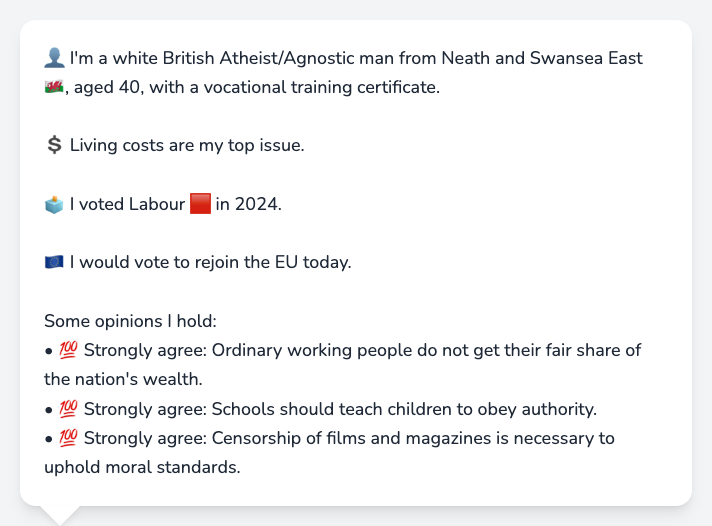 👤 I'm a white British Atheist/Agnostic man from Neath and Swansea East
🏴󠁧󠁢󠁷󠁬󠁳󠁿, aged 40, with a vocational training certificate.
💲 Living costs are my top issue.
🗳️ I voted Labour 🟥 in 2024.
🇪🇺 I would vote to rejoin the EU today.
Some opinions I hold:
• 💯 Strongly agree: Ordinary working people do not get their fair share of
the nation's wealth.
• 💯 Strongly agree: Schools should teach children to obey authority.
• 💯 Strongly agree: Censorship of films and magazines is necessary to
uphold moral standards.